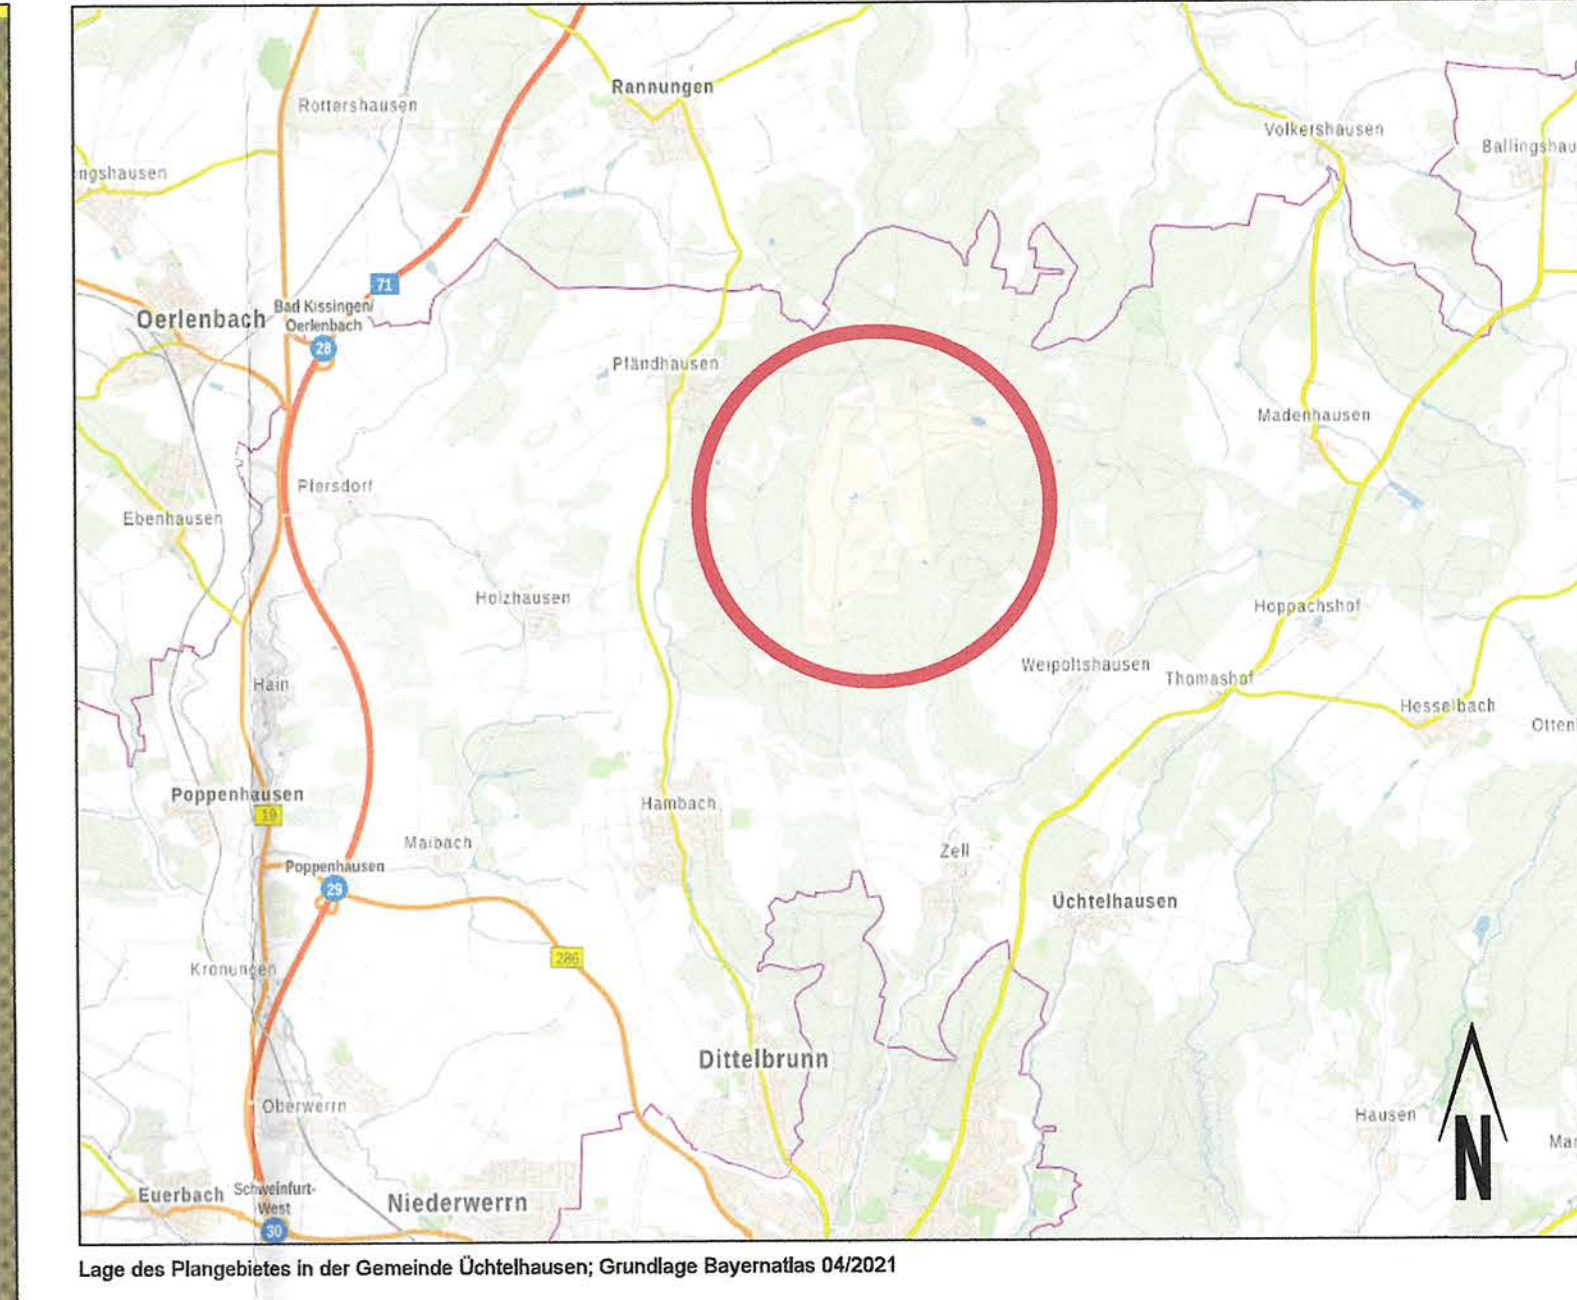 Rannungen
Rottershausen
Volkershausen
Ballingshau
ngshausen
71
Bad Kissingen/
Oerlenbach
Oerlenbach
28
Pfändhausen
Madenhausen
Pfersdorf
Ebenhausen
Holzhausen
Hoppachshof
Weipoltshausen
Thomashof
Hain
Hesselbach
Otten
Poppenhausen
19
Hambach
Maibach
Zell
Poppenhausen
29
Üchtelhausen
286
Kronungen
Dittelbrunn
Oberwerrn
Hausen
N
Mar
Euerbach
Schweinfurt-
West
30
Niederwerrn
Lage des Plangebietes in der Gemeinde Üchtelhausen; Grundlage Bayernatlas 04/2021